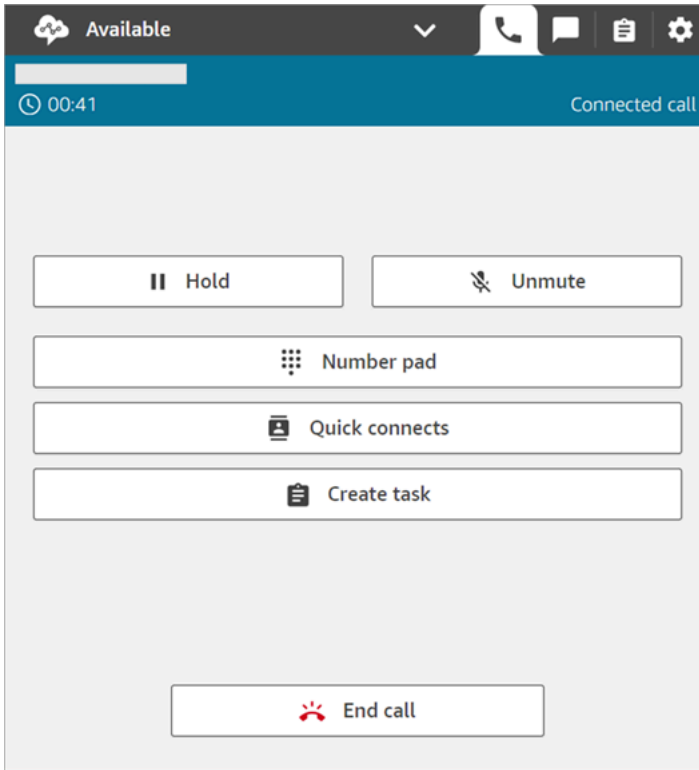 Available
00:41 Connected call
Hold Unmute
Number pad
Quick connects
Create task
End call